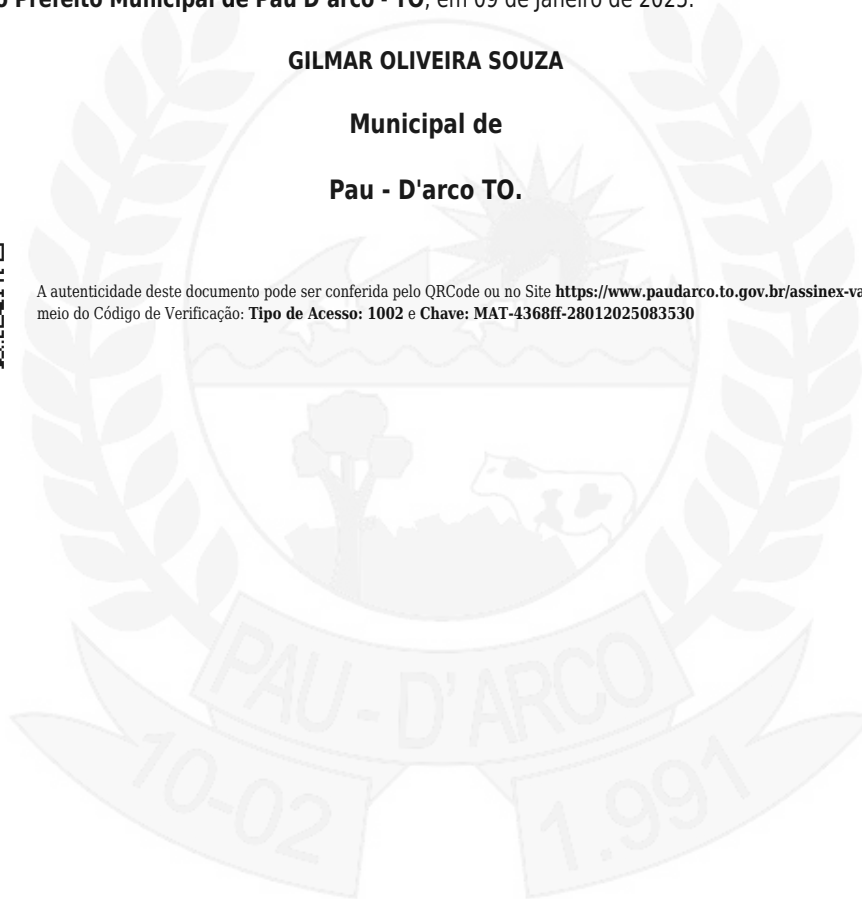 o Prefeito Municipal de Pau D'arco - TO, em 09 de janeiro de 2025.
GILMAR OLIVEIRA SOUZA
Municipal de
Pau - D'arco TO.
A autenticidade deste documento pode ser conferida pelo QRCode ou no Site https://www.paudarco.to.gov.br/assinex-va
meio do Código de Verificação: Tipo de Acesso: 1002 e Chave: MAT-4368ff-28012025083530
PAU - D'ARCO
10-02 1.991